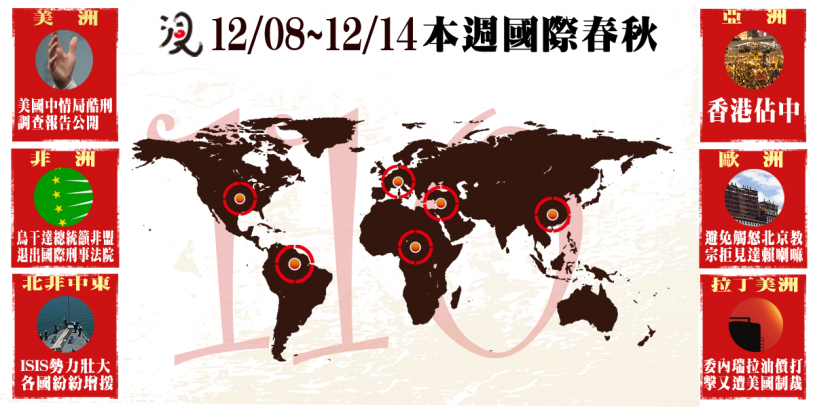 12/08~12/14本週國際春秋
110
美洲
美國中情局酷刑
調查報告公開
非洲
烏干達總統籲非盟
退出國際刑事法院
北非中東
ISIS勢力壯大
各國紛紛增援
亞洲
香港佔中
歐洲
避免觸怒北京教
宗拒見達賴喇嘛
拉丁美洲
委內瑞拉油價打
擊又遭美國制裁